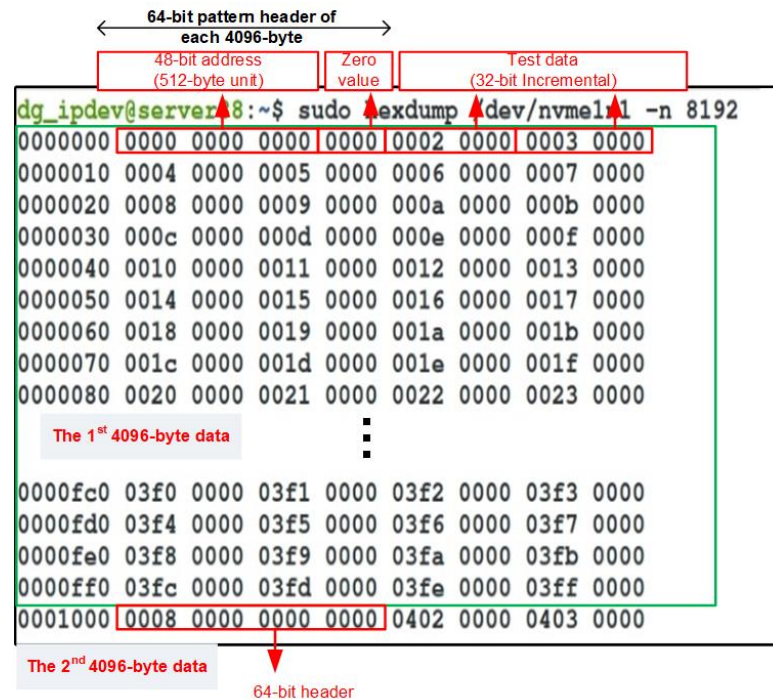 64-bit pattern header of
each 4096-byte
48-bit address
(512-byte unit)
Zero
value
Test data
(32-bit Incremental)
dg_ipdev@server38:~$ sudo hexdump /dev/nvme1n1 -n 8192
0000000 0000 0000 0000 0000 0002 0000 0003 0000
0000010 0004 0000 0005 0000 0006 0000 0007 0000
0000020 0008 0000 0009 0000 000a 0000 000b 0000
0000030 000c 0000 000d 0000 000e 0000 000f 0000
0000040 0010 0000 0011 0000 0012 0000 0013 0000
0000050 0014 0000 0015 0000 0016 0000 0017 0000
0000060 0018 0000 0019 0000 001a 0000 001b 0000
0000070 001c 0000 001d 0000 001e 0000 001f 0000
0000080 0020 0000 0021 0000 0022 0000 0023 0000
The 1st 4096-byte data
0000fc0 03f0 0000 03f1 0000 03f2 0000 03f3 0000
0000fd0 03f4 0000 03f5 0000 03f6 0000 03f7 0000
0000fe0 03f8 0000 03f9 0000 03fa 0000 03fb 0000
0000ff0 03fc 0000 03fd 0000 03fe 0000 03ff 0000
0001000 0008 0000 0000 0000 0402 0000 0403 0000
The 2nd 4096-byte data
64-bit header